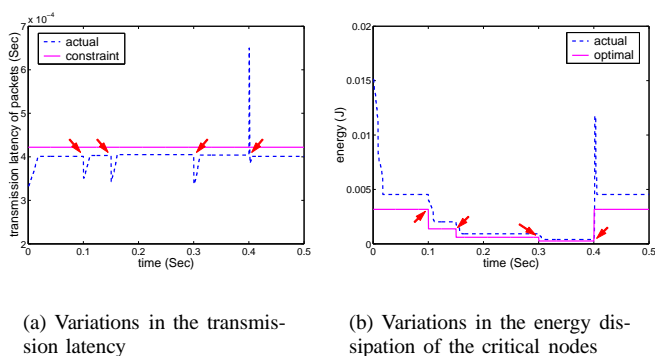 x 10⁻⁴
7
6
5
4
3
2
0
0.1
0.2
0.3
0.4
0.5
transmission latency of packets (Sec)
time (Sec)
actual
constraint
0.02
0.015
0.01
0.005
0
0
0.1
0.2
0.3
0.4
0.5
energy (J)
time (Sec)
actual
optimal
(a) Variations in the transmis-
sion latency
(b) Variations in the energy dis-
sipation of the critical nodes